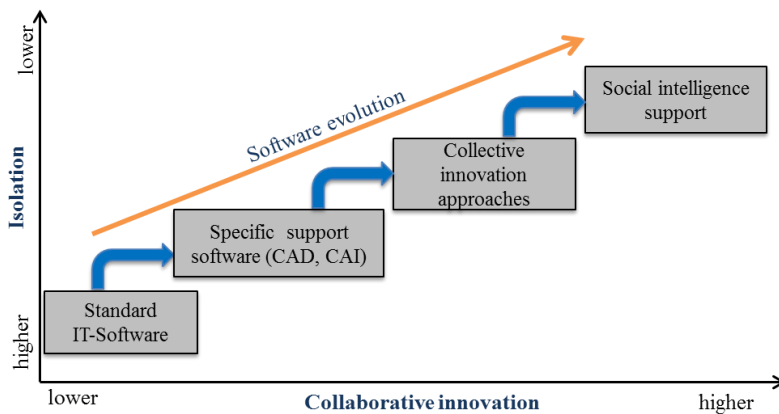 lower
Isolation
higher
Software evolution
Social intelligence
support
Collective
innovation
approaches
Specific support
software (CAD, CAI)
Standard
IT-Software
lower
Collaborative innovation
higher